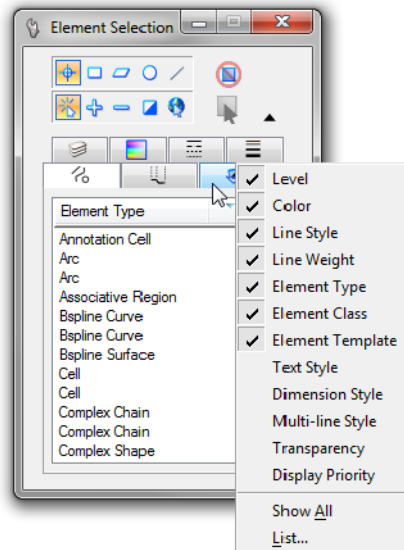 Element Selection
Element Type
Annotation Cell
Arc
Arc
Associative Region
Bspline Curve
Bspline Curve
Bspline Surface
Cell
Cell
Complex Chain
Complex Chain
Complex Shape
Level
Color
Line Style
Line Weight
Element Type
Element Class
Element Template
Text Style
Dimension Style
Multi-line Style
Transparency
Display Priority
Show All
List...